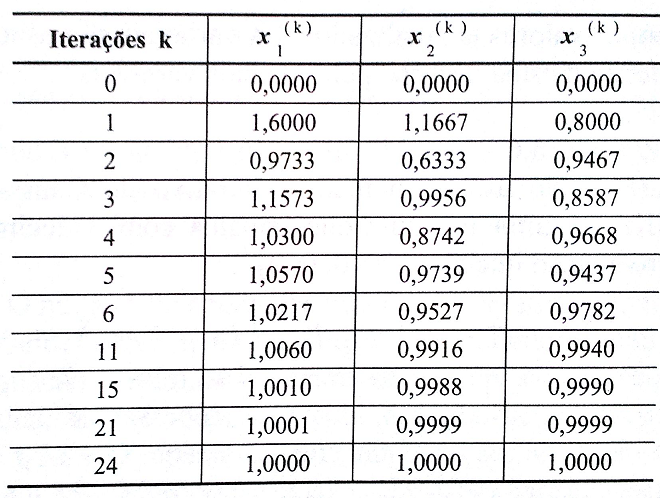 Iterações k x₁⁽ᵏ⁾ x₂⁽ᵏ⁾ x₃⁽ᵏ⁾
0 0,0000 0,0000 0,0000
1 1,6000 1,1667 0,8000
2 0,9733 0,6333 0,9467
3 1,1573 0,9956 0,8587
4 1,0300 0,8742 0,9668
5 1,0570 0,9739 0,9437
6 1,0217 0,9527 0,9782
11 1,0060 0,9916 0,9940
15 1,0010 0,9988 0,9990
21 1,0001 0,9999 0,9999
24 1,0000 1,0000 1,0000